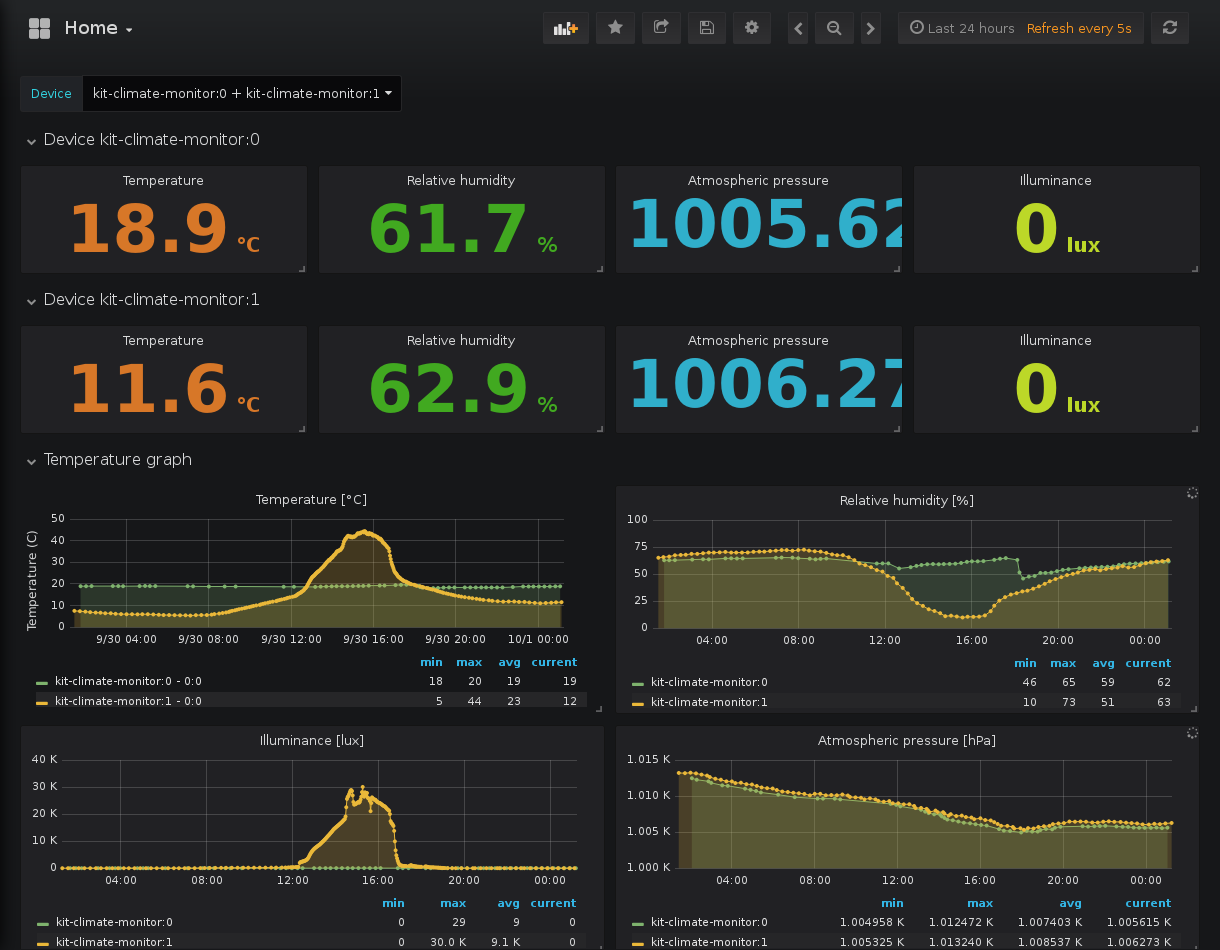 Home
Last 24 hours Refresh every 5s
Device kit-climate-monitor:0 + kit-climate-monitor:1
Device kit-climate-monitor:0
Temperature Relative humidity Atmospheric pressure Illuminance
18.9 °C 61.7 % 1005.62 0 lux
Device kit-climate-monitor:1
Temperature Relative humidity Atmospheric pressure Illuminance
11.6 °C 62.9 % 1006.27 0 lux
Temperature graph
Temperature [°C]
Temperature (C)
50
40
30
20
10
0
9/30 04:00 9/30 08:00 9/30 12:00 9/30 16:00 9/30 20:00 10/1 00:00
min max avg current
kit-climate-monitor:0 - 0:0 18 20 19 19
kit-climate-monitor:1 - 0:0 5 44 23 12
Relative humidity [%]
100
75
50
25
0
04:00 08:00 12:00 16:00 20:00 00:00
min max avg current
kit-climate-monitor:0 46 65 59 62
kit-climate-monitor:1 10 73 51 63
Illuminance [lux]
40 K
30 K
20 K
10 K
0
04:00 08:00 12:00 16:00 20:00 00:00
min max avg current
kit-climate-monitor:0 0 29 9 0
kit-climate-monitor:1 0 30.0 K 9.1 K 0
Atmospheric pressure [hPa]
1.015 K
1.010 K
1.005 K
1.000 K
04:00 08:00 12:00 16:00 20:00 00:00
min max avg current
kit-climate-monitor:0 1.004958 K 1.012472 K 1.007403 K 1.005615 K
kit-climate-monitor:1 1.005325 K 1.013240 K 1.008537 K 1.006273 K